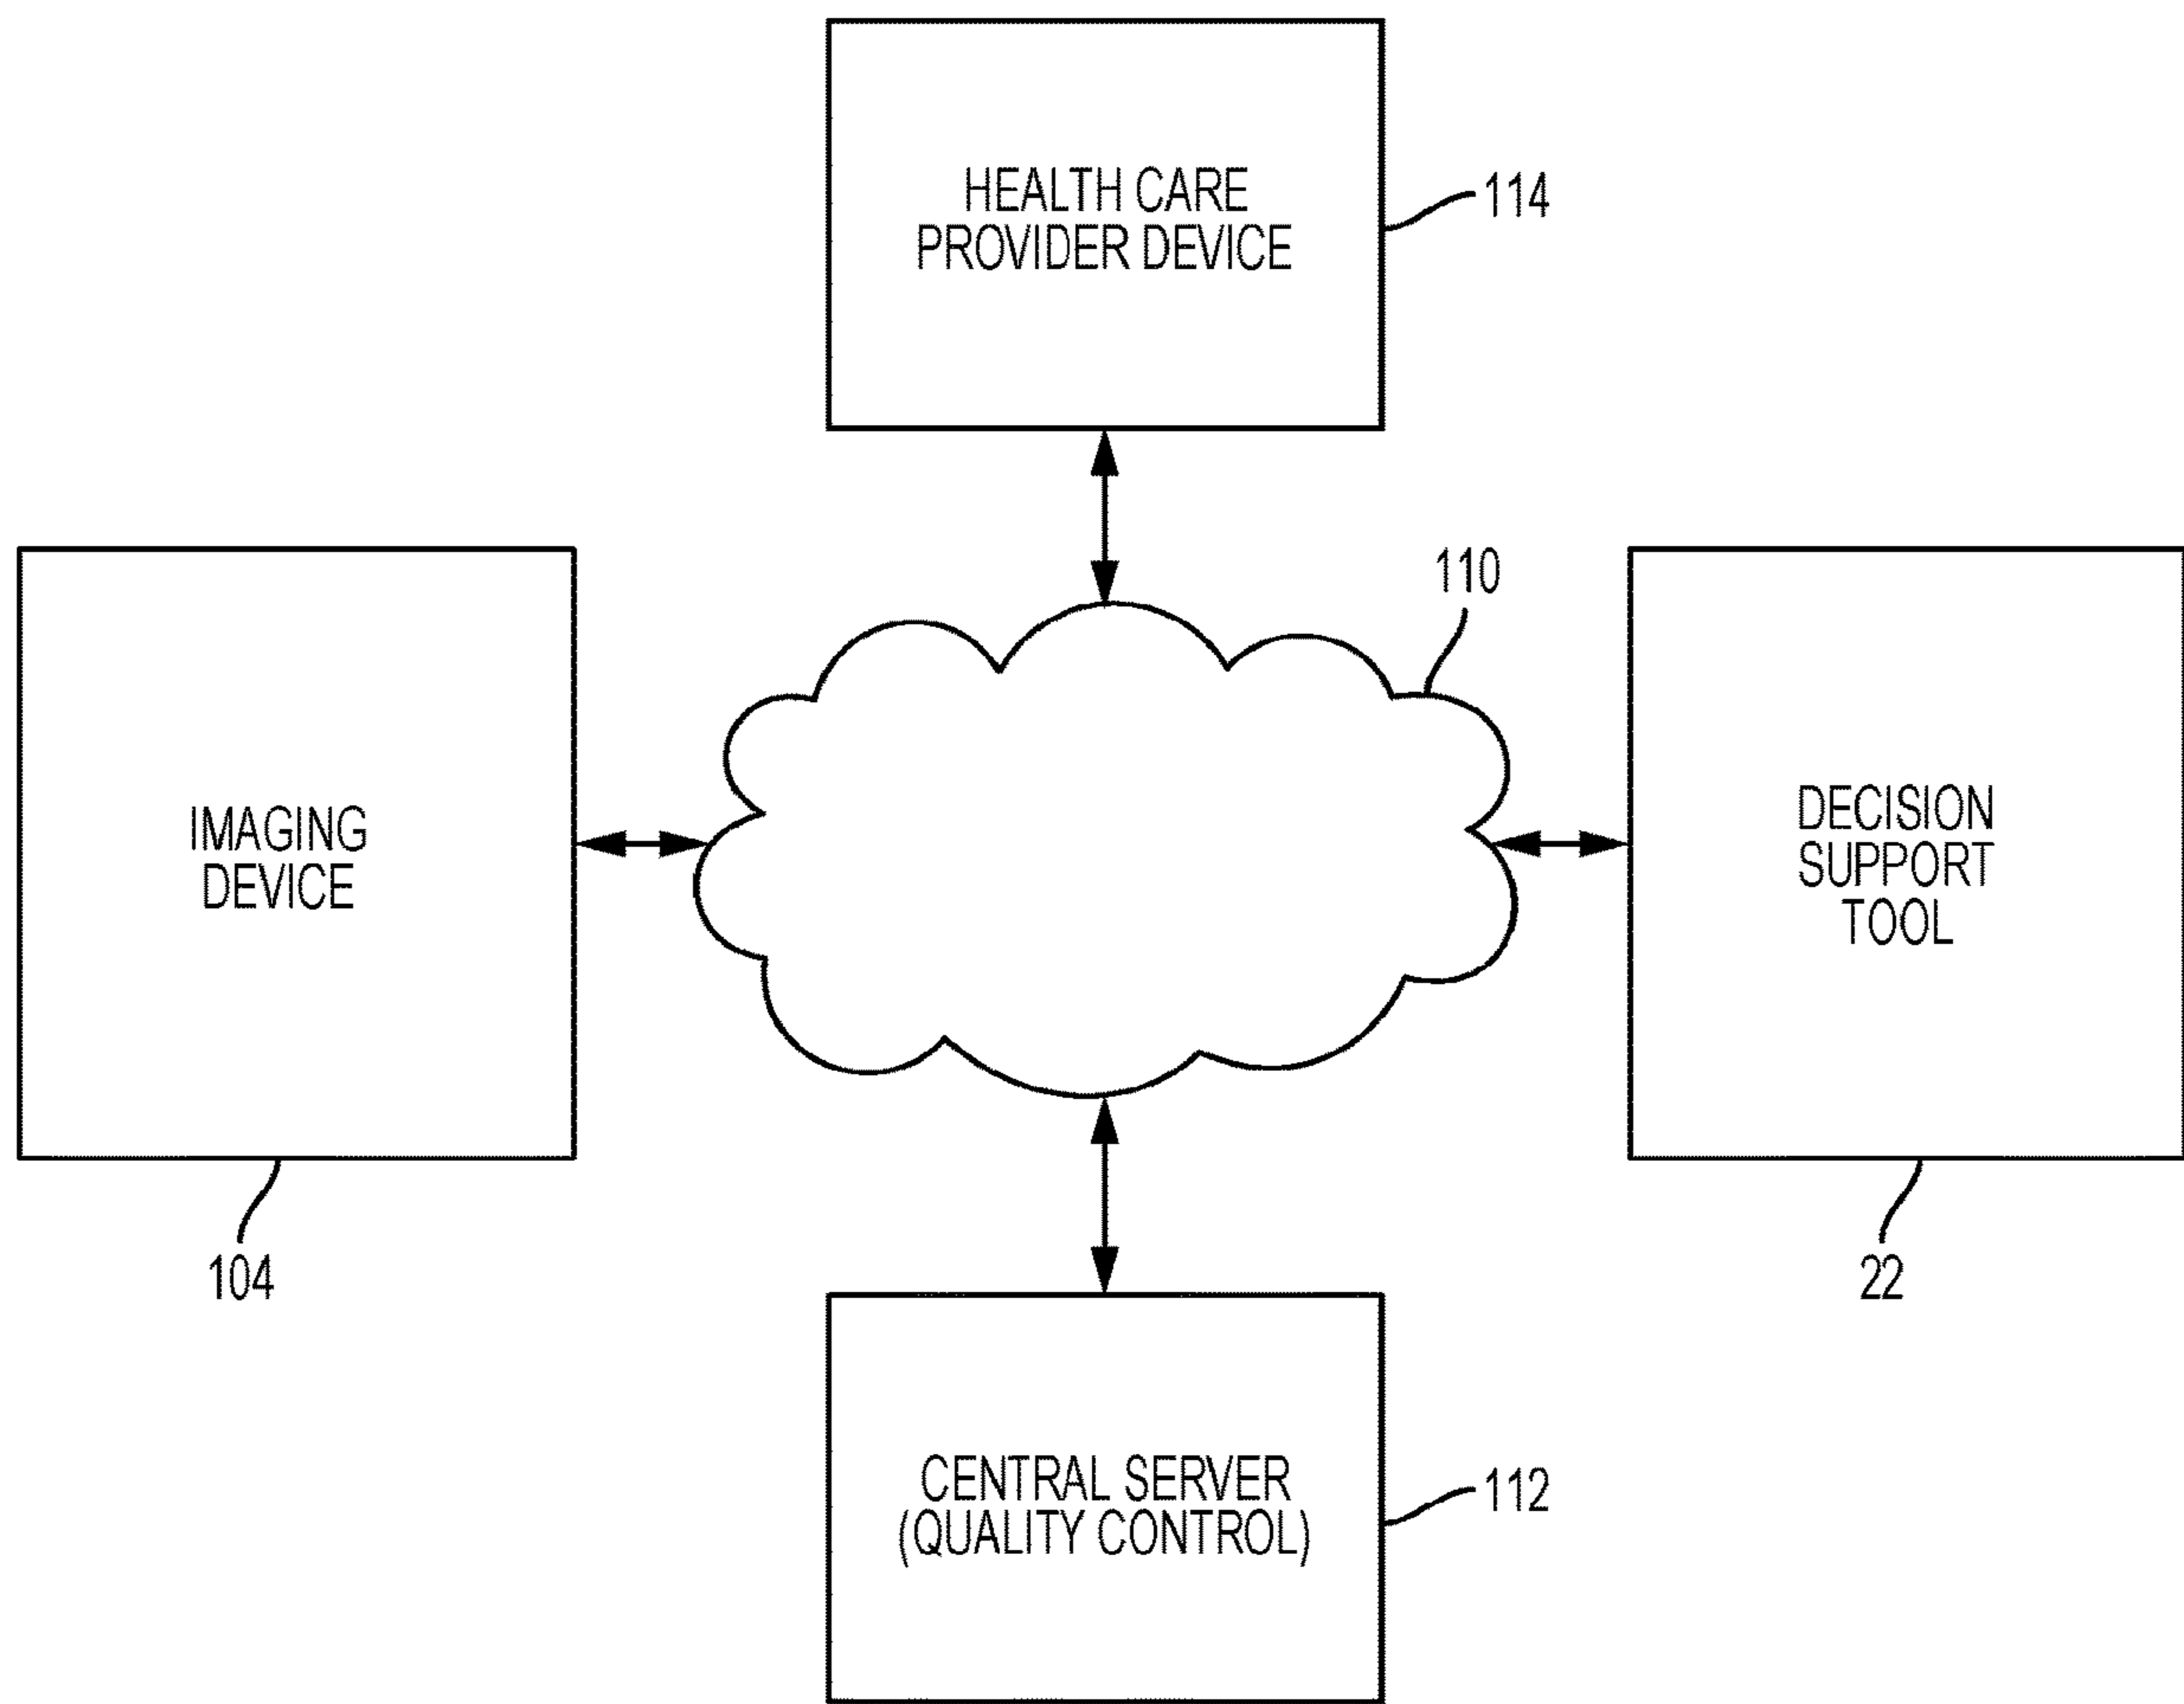 HEALTH CARE
PROVIDER DEVICE
114
110
IMAGING
DEVICE
DECISION
SUPPORT
TOOL
104
22
CENTRAL SERVER
(QUALITY CONTROL)
112